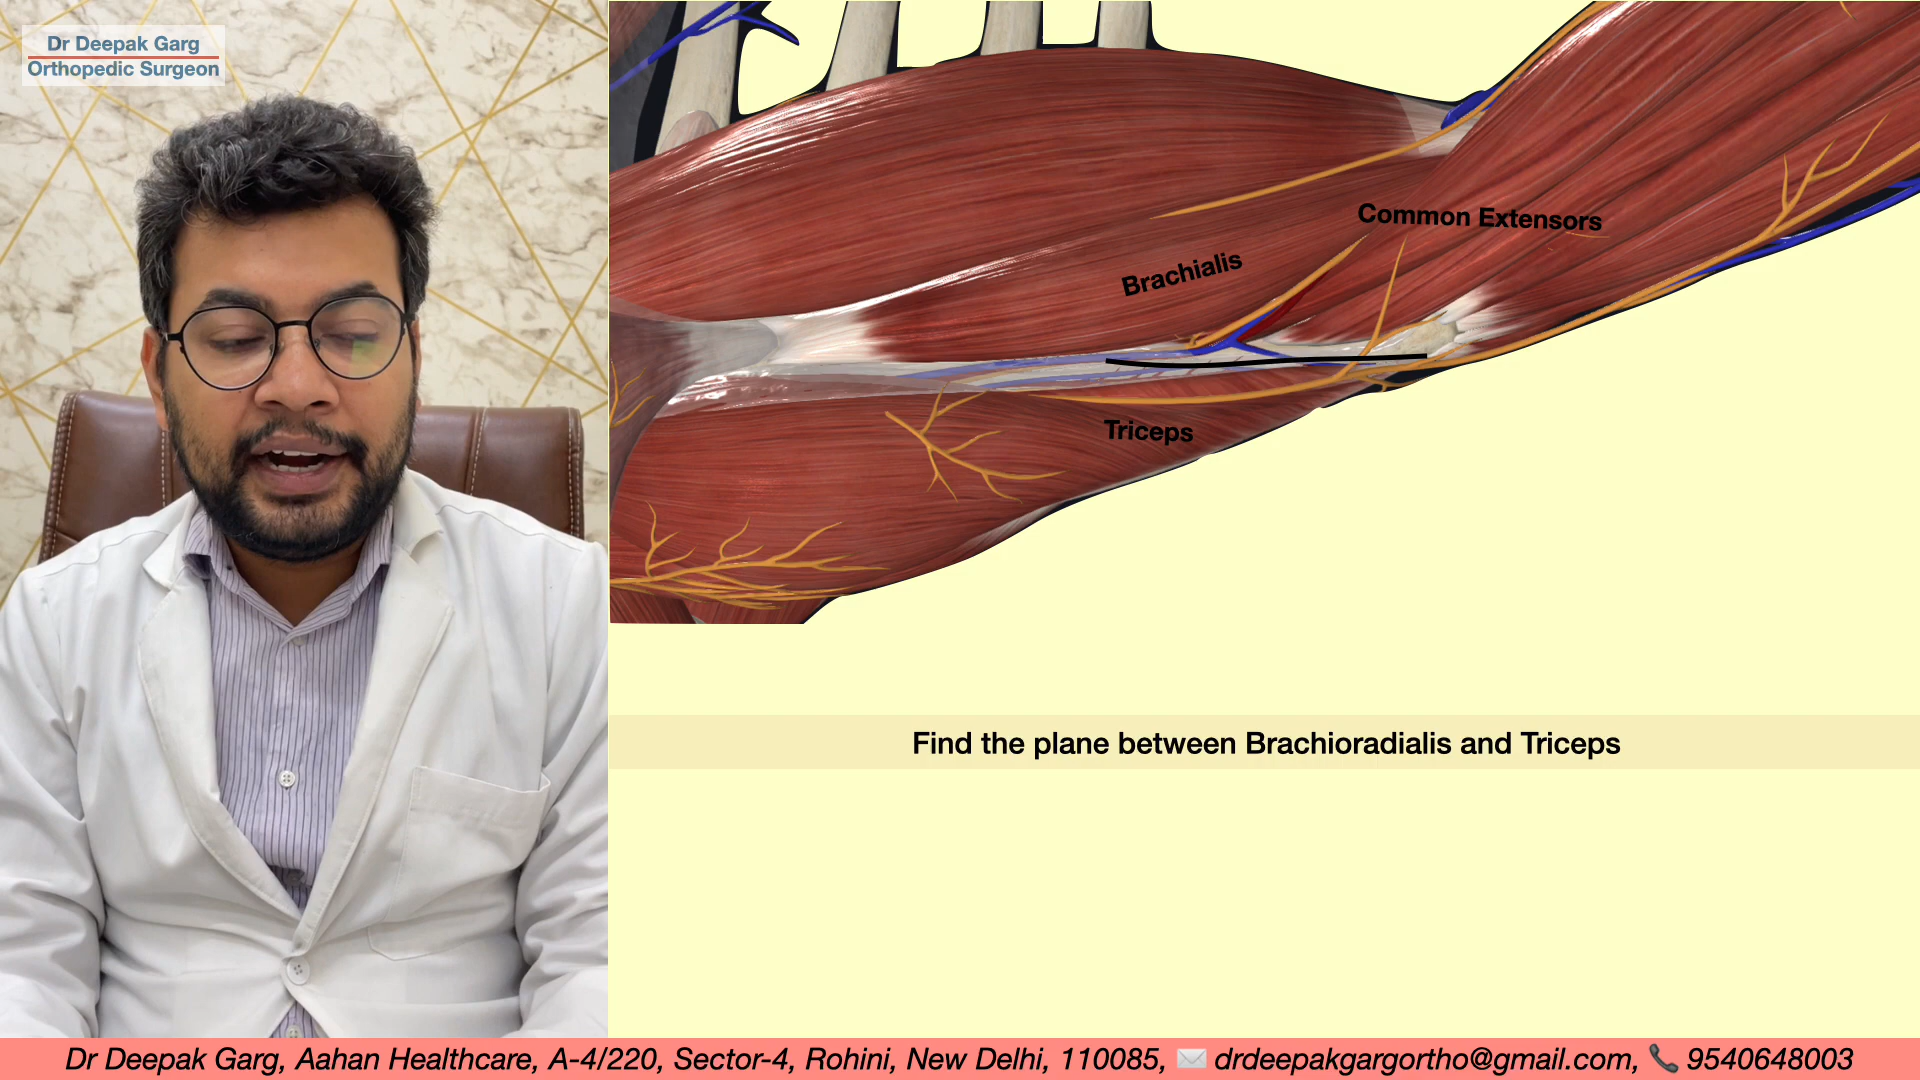 Dr Deepak Garg
Orthopedic Surgeon
Common Extensors
Brachialis
Triceps
Find the plane between Brachioradialis and Triceps
Dr Deepak Garg, Aahan Healthcare, A-4/220, Sector-4, Rohini, New Delhi, 110085, ✉️ drdeepakgargortho@gmail.com, 📞 9540648003